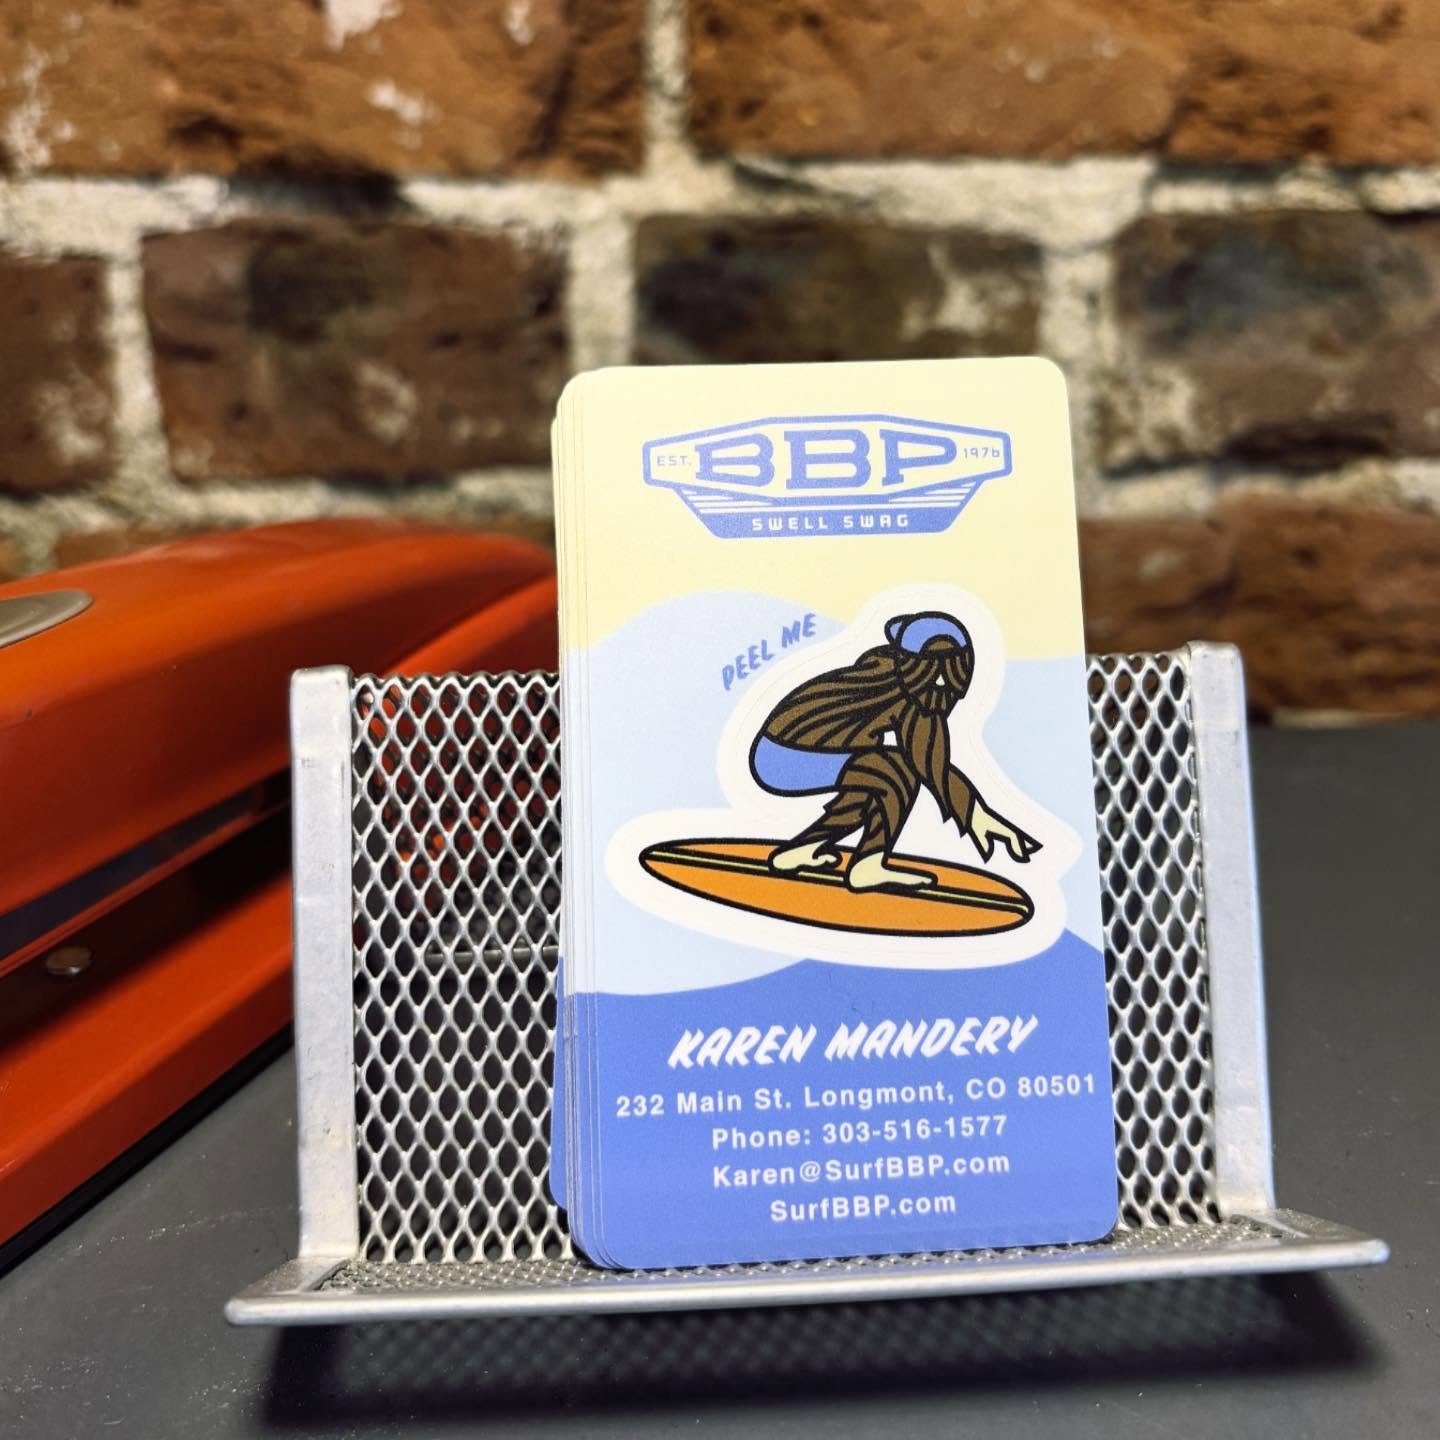 EST. BBP 1976
SWELL SWAG
PEEL ME
KAREN MANDERY
232 Main St. Longmont, CO 80501
Phone: 303-516-1577
Karen@SurfBBP.com
SurfBBP.com